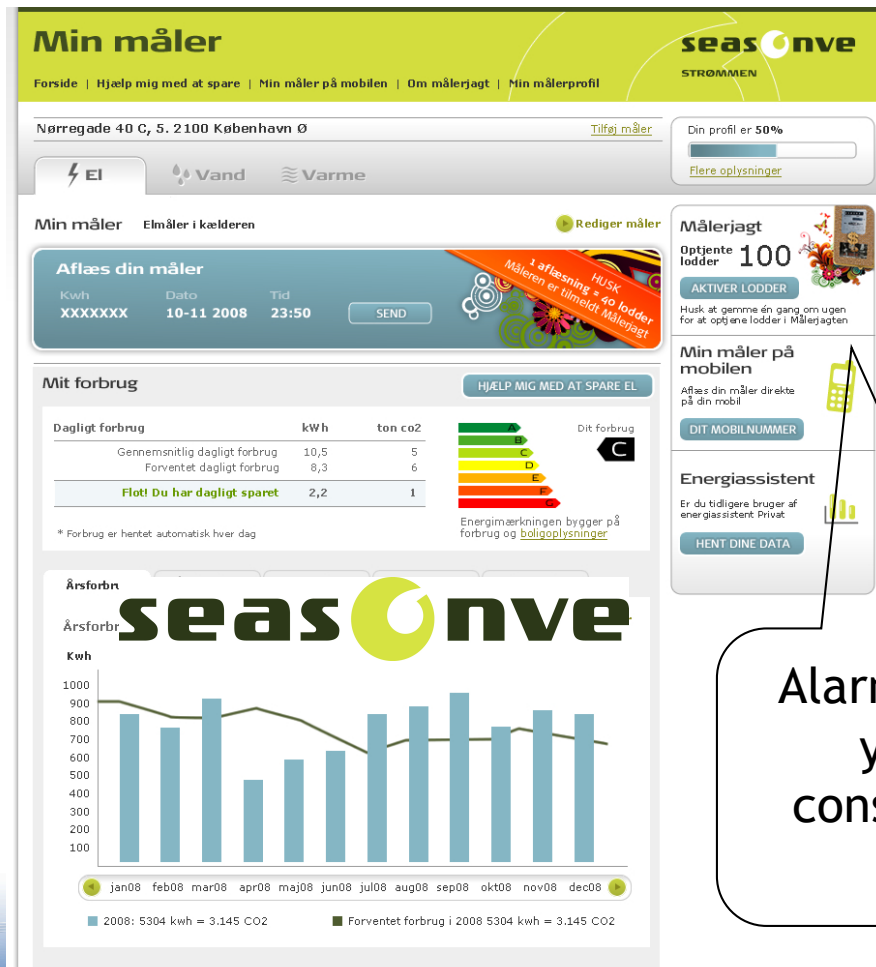 Min måler
seasonve
STRØMMEN
Forside | Hjælp mig med at spare | Min måler på mobilen | Om målerjagt | Min målerprofil
Nørregade 40 C, 5. 2100 København Ø
Tilføj måler
Din profil er 50%
Flere oplysninger
El
Vand
Varme
Min måler Elmåler i kælderen
Rediger måler
Aflæs din måler
Kwh Dato Tid
XXXXXXX 10-11 2008 23:50 SEND
HUSK
1 aflæsning = 40 lodder
Måleren er tilmeldt Målerjagt
Målerjagt
Optjente
lodder 100
AKTIVER LODDER
Husk at gemme én gang om ugen
for at optjene lodder i Målerjagten
Min måler på
mobilen
Aflæs din måler direkte
på din mobil
DIT MOBILNUMMER
Energiassistent
Er du tidligere bruger af
energiassistent Privat
HENT DINE DATA
Mit forbrug
HJÆLP MIG MED AT SPARE EL
Dagligt forbrug kWh ton co2
Gennemsnitlig dagligt forbrug 10,5 5
Forventet dagligt forbrug 8,3 6
Flot! Du har dagligt sparet 2,2 1
* Forbrug er hentet automatisk hver dag
A
B
C
D
E
F
G
Dit forbrug
C
Energimærkningen bygger på
forbrug og boligoplysninger
Årsforbru
seasonve
Årsforbr
Kwh
1000
900
800
700
600
500
400
300
200
100
jan08 feb08 mar08 apr08 maj08 jun08 jul08 aug08 sep08 okt08 nov08 dec08
2008: 5304 kwh = 3.145 CO2
Forventet forbrug i 2008 5304 kwh = 3.145 CO2
Alarm
y
cons